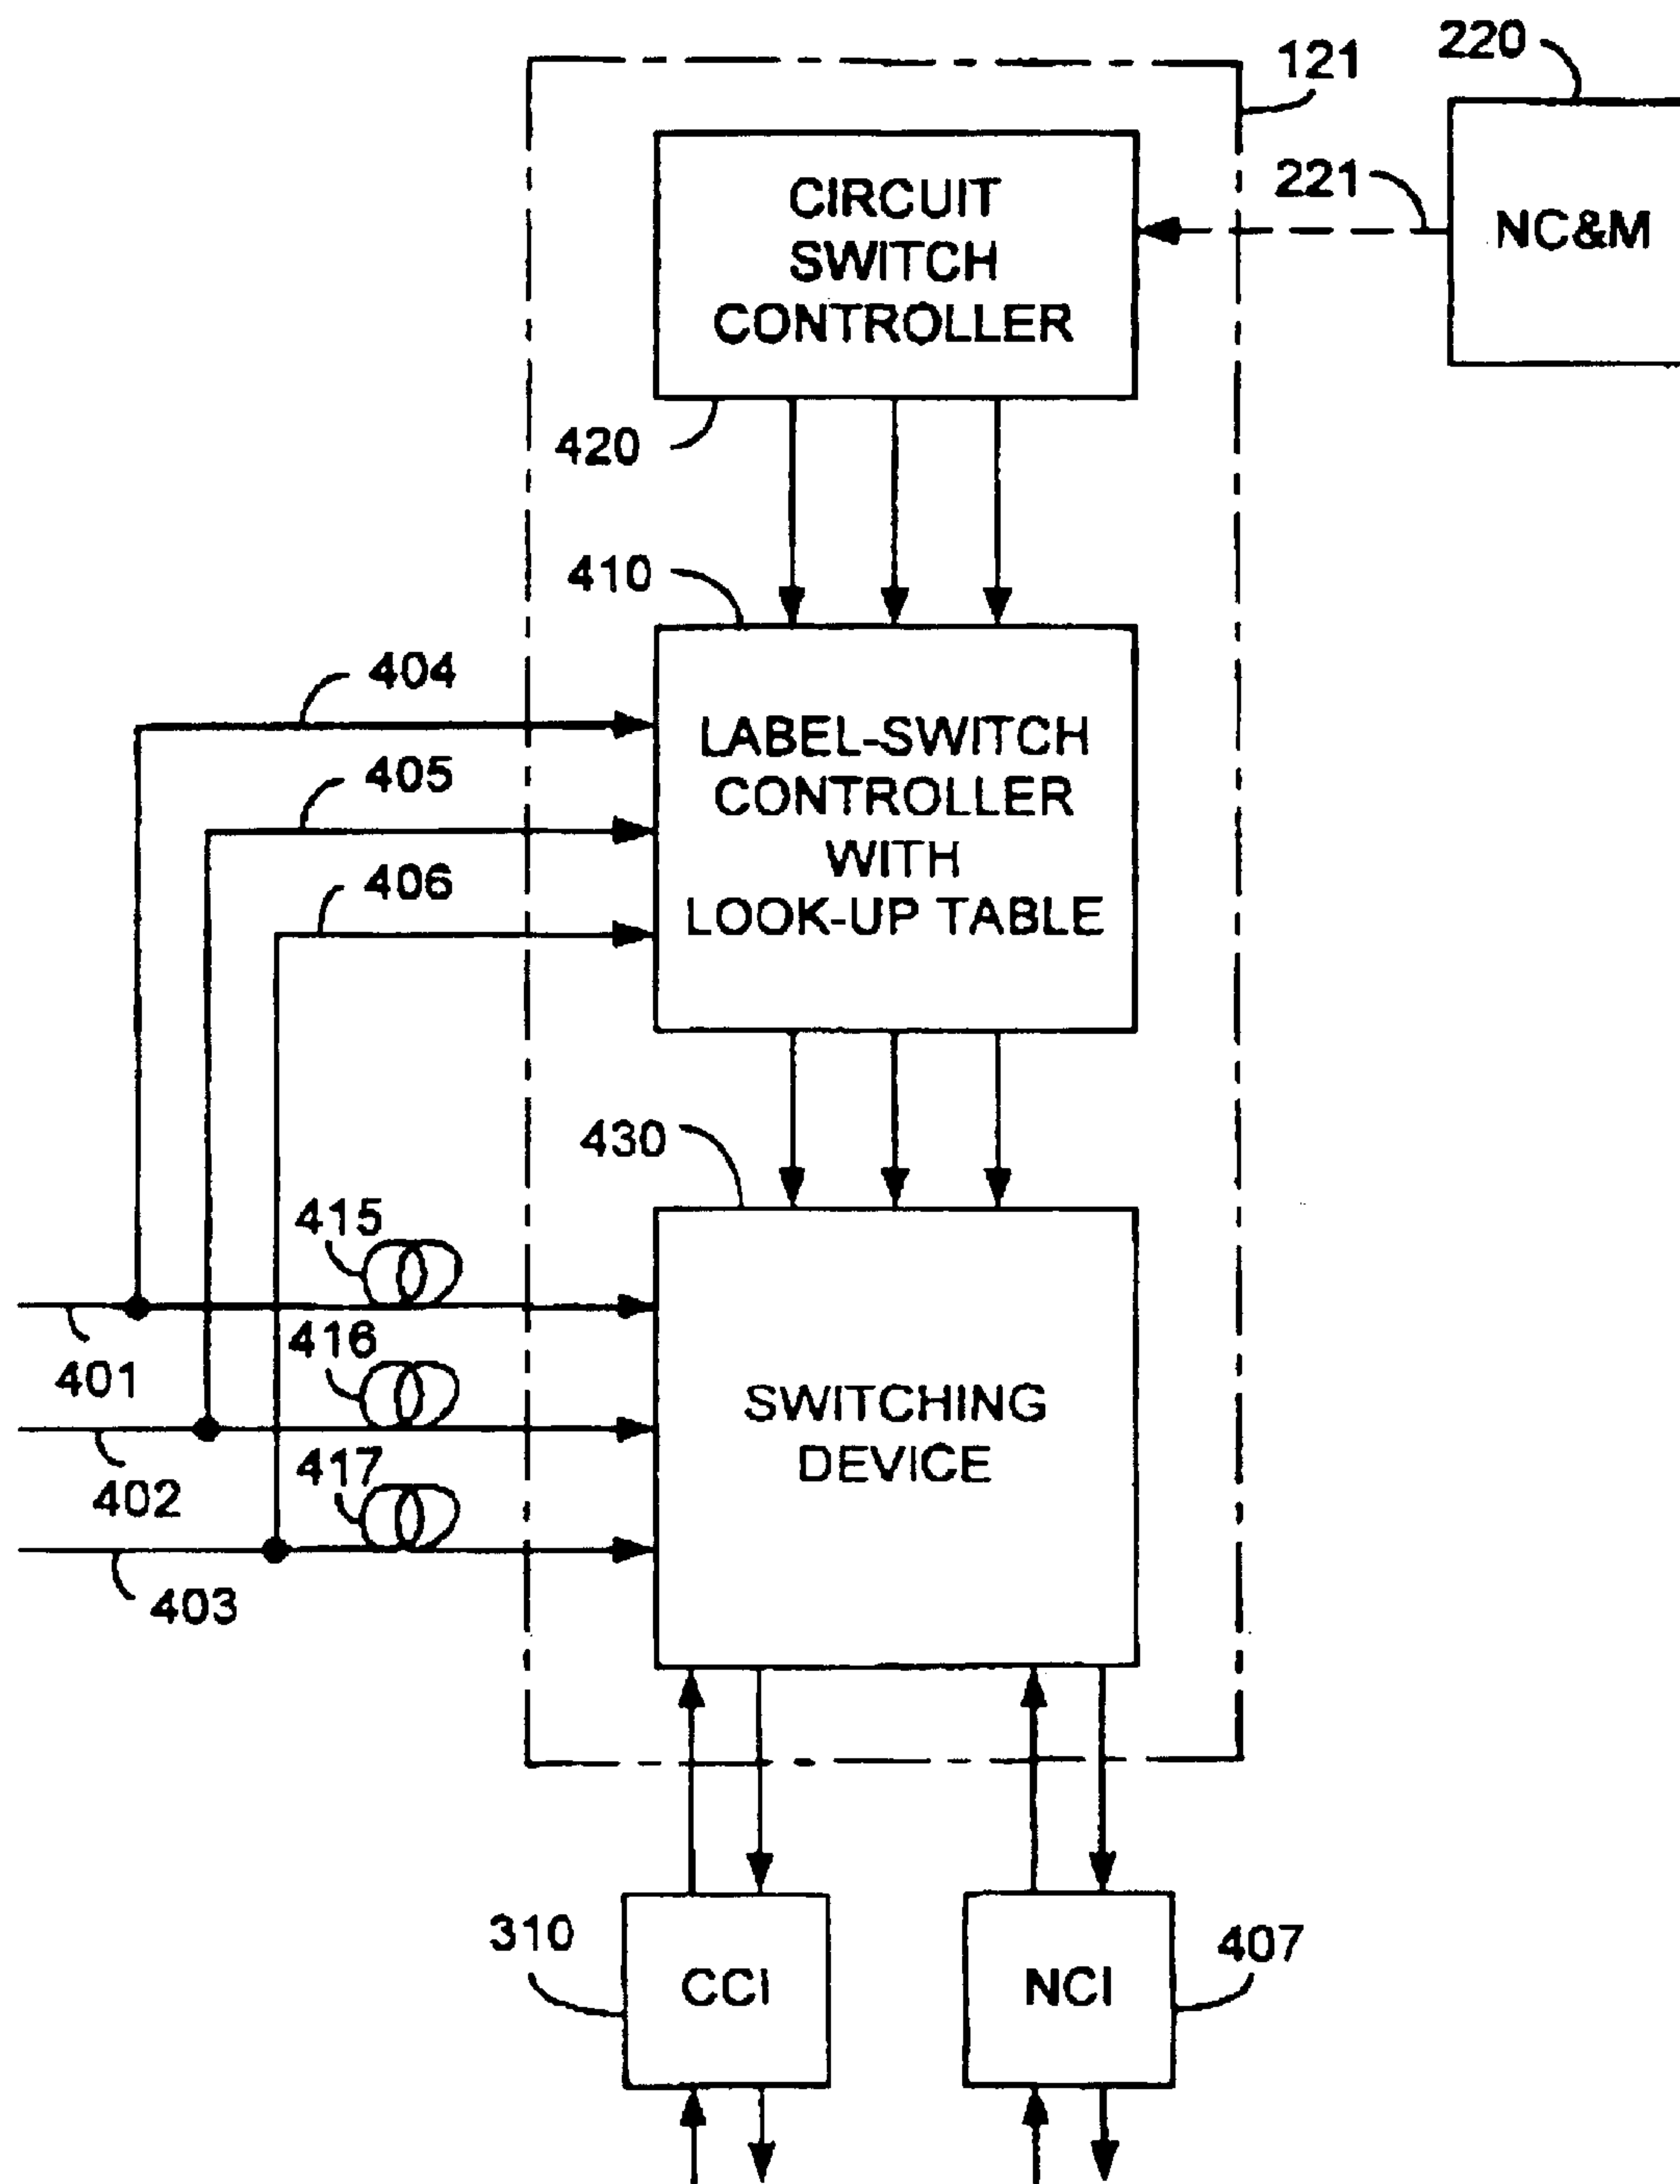 220
121
221
NC&M
CIRCUIT
SWITCH
CONTROLLER
420
410
404
LABEL-SWITCH
CONTROLLER
WITH
LOOK-UP TABLE
405
406
430
415
401
416
SWITCHING
DEVICE
417
402
403
310
CCI
NCI
407